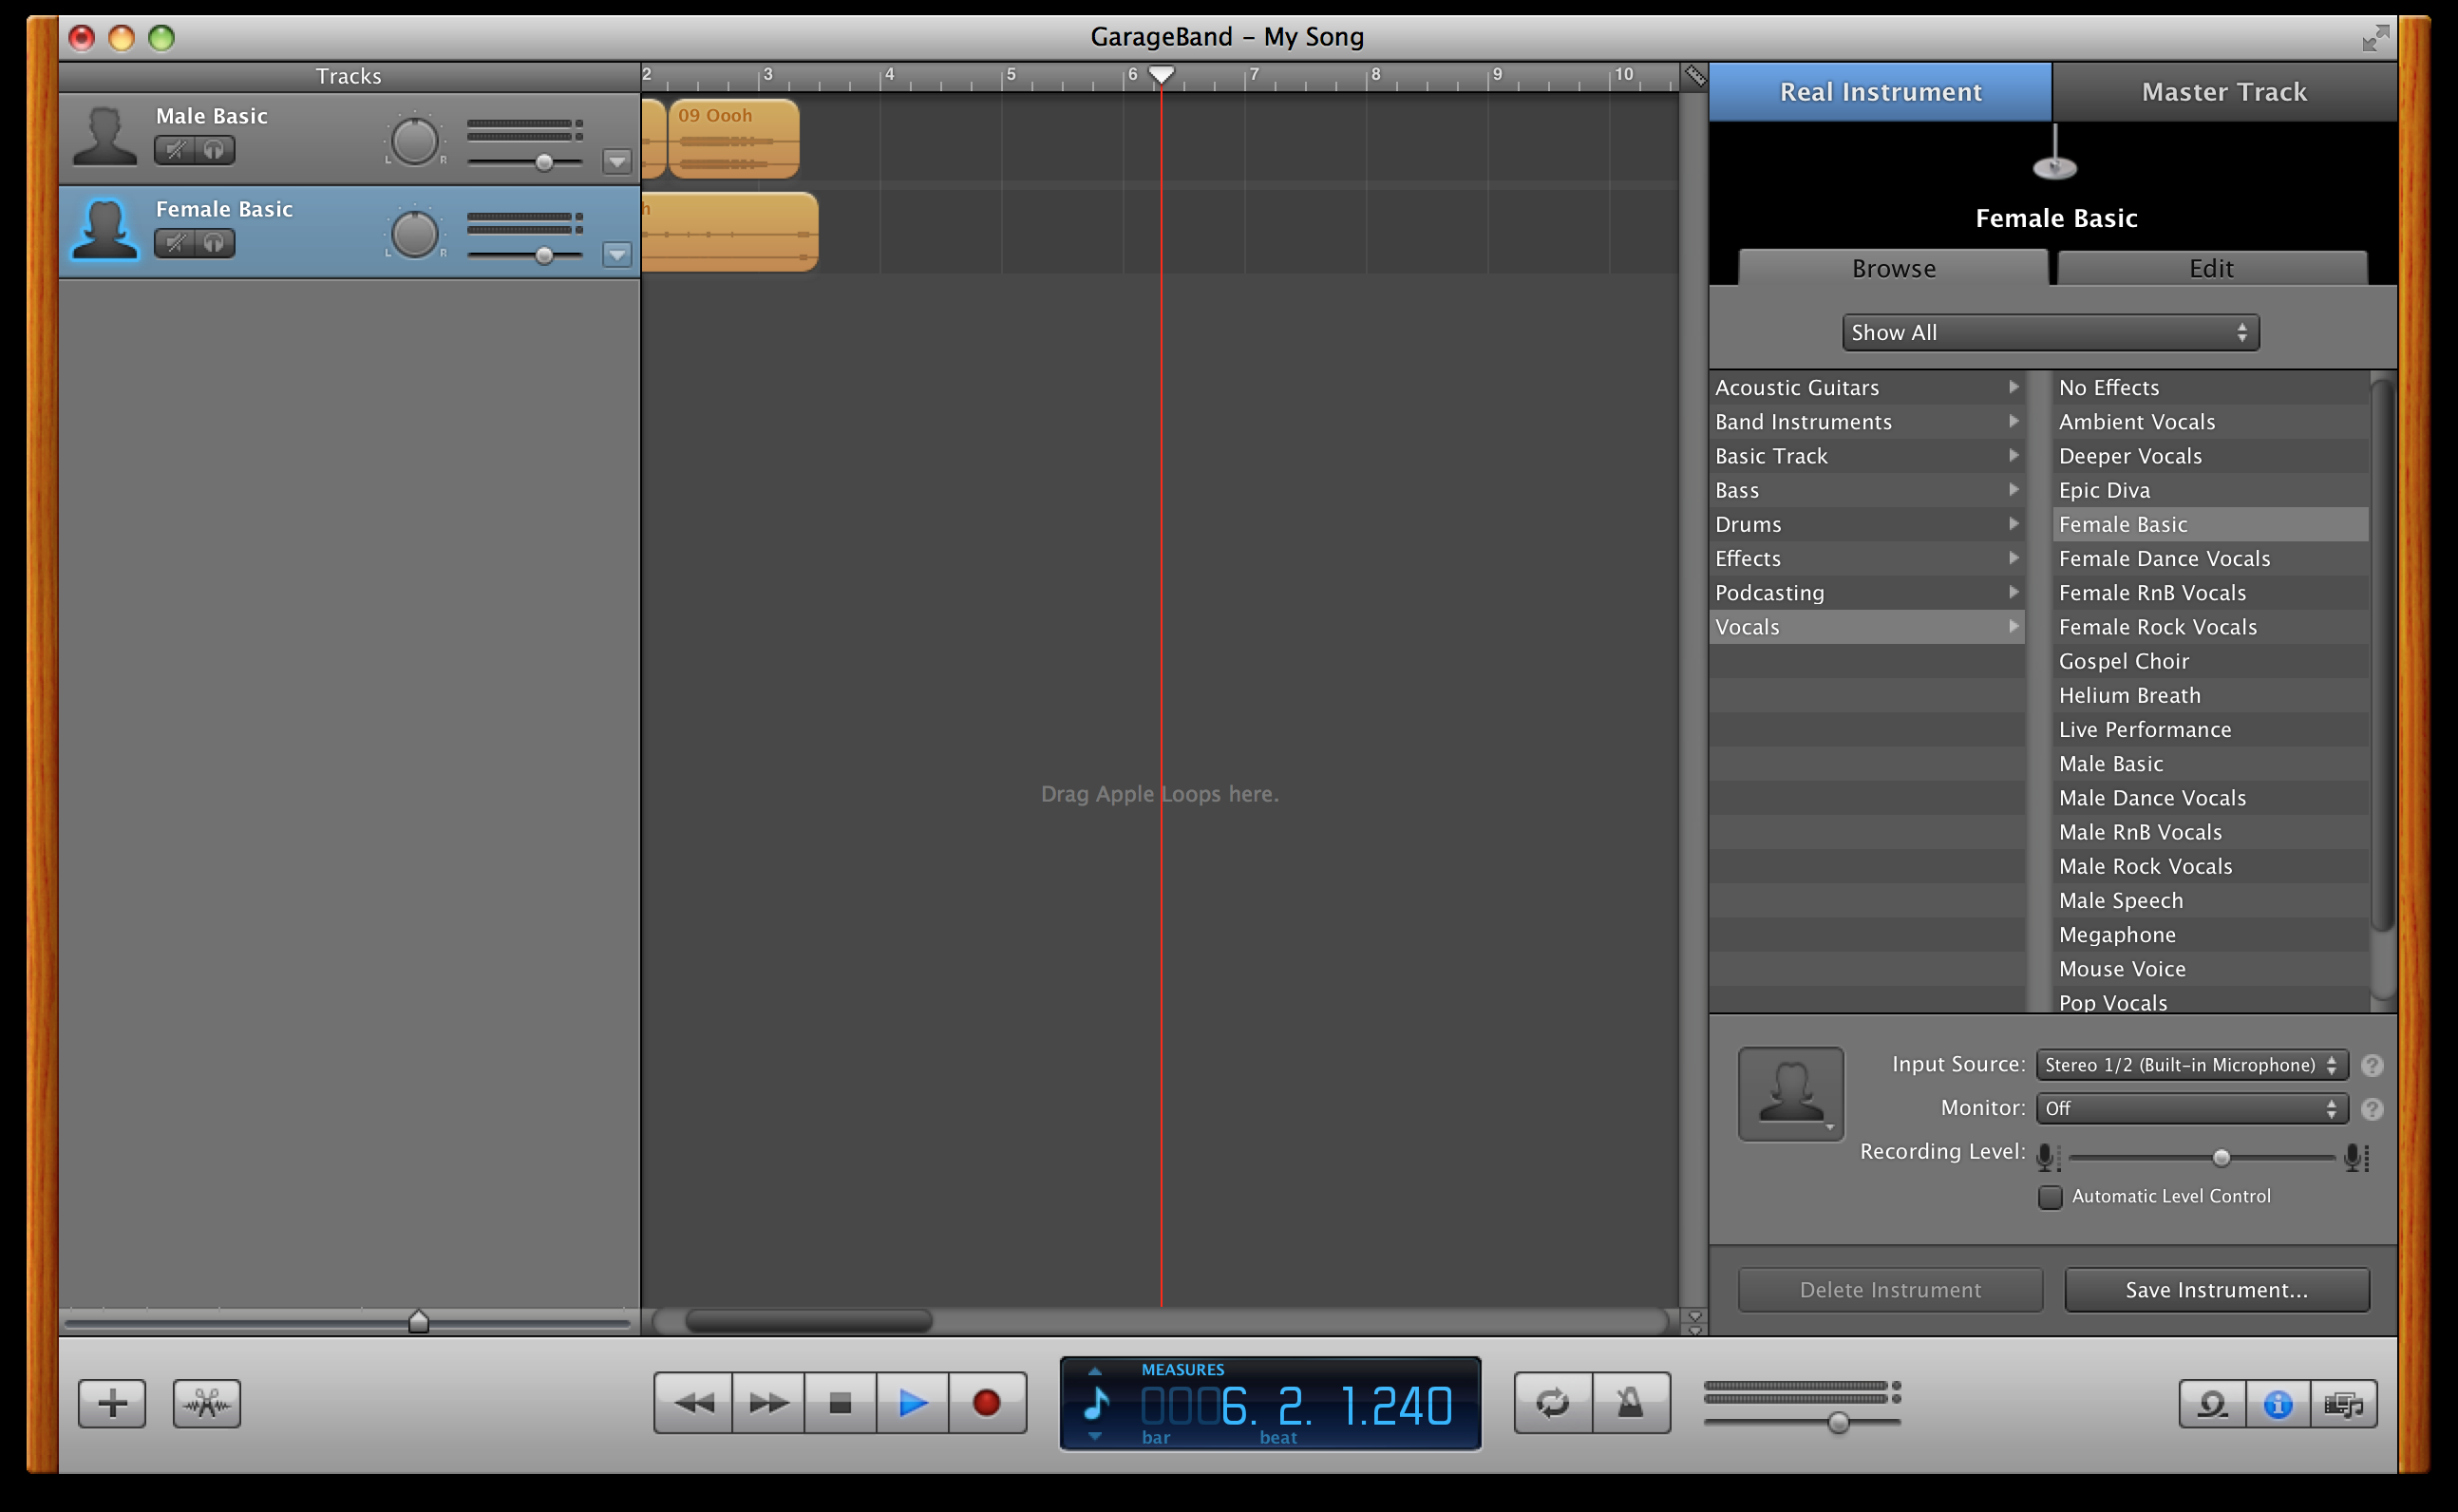 GarageBand – My Song
Tracks
2 3 4 5 6 7 8 9 10
Real Instrument
Master Track
Male Basic
L R
09 Oooh
Female Basic
L R
h
Female Basic
Browse
Edit
Show All
Acoustic Guitars
Band Instruments
Basic Track
Bass
Drums
Effects
Podcasting
Vocals
No Effects
Ambient Vocals
Deeper Vocals
Epic Diva
Female Basic
Female Dance Vocals
Female RnB Vocals
Female Rock Vocals
Gospel Choir
Helium Breath
Live Performance
Male Basic
Male Dance Vocals
Male RnB Vocals
Male Rock Vocals
Male Speech
Megaphone
Mouse Voice
Pop Vocals
Drag Apple Loops here.
Input Source: Stereo 1/2 (Built-in Microphone) ?
Monitor: Off ?
Recording Level:
Automatic Level Control
Delete Instrument
Save Instrument...
MEASURES
0006. 2. 1.240
bar beat